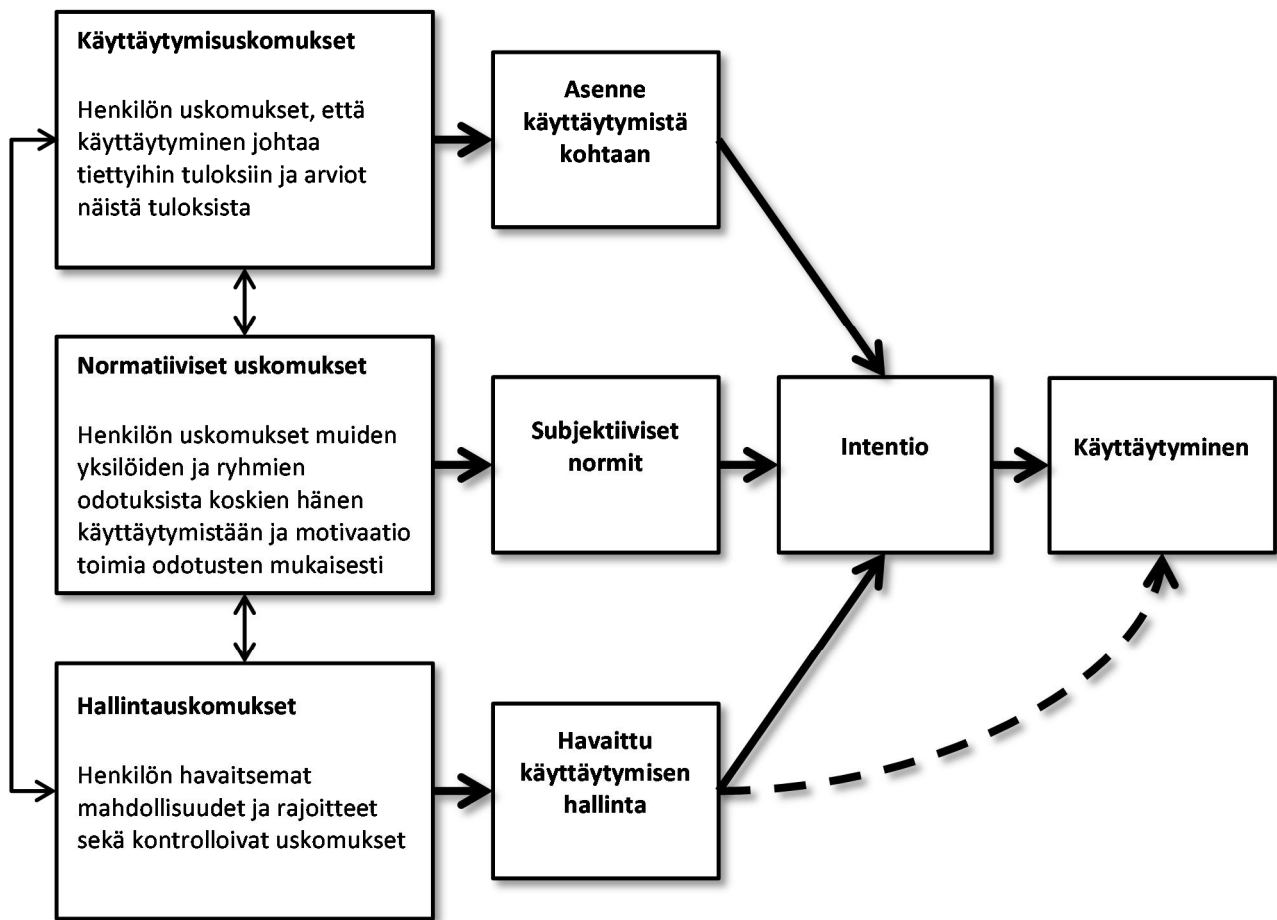 Käyttäytymisuskomukset
Henkilön uskomukset, että
käyttäytyminen johtaa
tiettyihin tuloksiin ja arviot
näistä tuloksista
Asenne
käyttäytymistä
kohtaan
Normatiiviset uskomukset
Henkilön uskomukset muiden
yksilöiden ja ryhmien
odotuksista koskien hänen
käyttäytymistään ja motivaatio
toimia odotusten mukaisesti
Subjektiiviset
normit
Intentio
Käyttäytyminen
Hallintauskomukset
Henkilön havaitsemat
mahdollisuudet ja rajoitteet
sekä kontrolloivat uskomukset
Havaittu
käyttäytymisen
hallinta